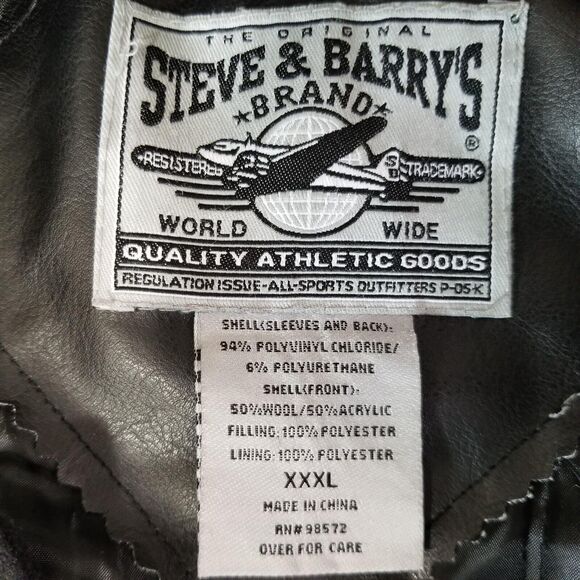 THE ORIGINAL
STEVE & BARRY'S
★BRAND★
®
REGISTERED
TRADEMARK
WORLD WIDE
QUALITY ATHLETIC GOODS
REGULATION ISSUE-ALL-SPORTS OUTFITTERS P-05-K
SHELL(SLEEVES AND BACK):
94% POLYVINYL CHLORIDE/
6% POLYURETHANE
SHELL(FRONT):
50%WOOL/50%ACRYLIC
FILLING:100% POLYESTER
LINING:100% POLYESTER
XXXL
MADE IN CHINA
RN#98572
OVER FOR CARE